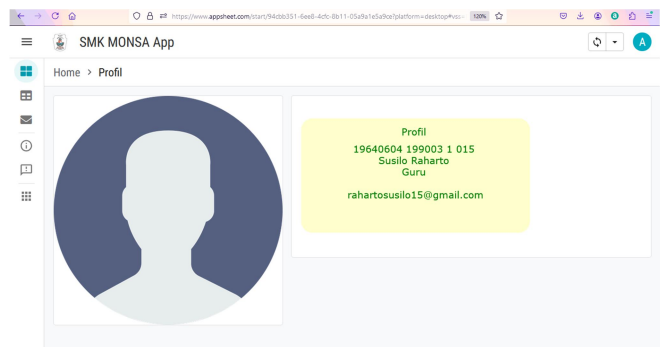 https://www.appsheet.com/start/94cbb351-6ee8-4cfc-8b11-05a9a1e5a9ce?platform=desktop#vss=
120%
SMK MONSA App
A
Home > Profil
Profil
19640604 199003 1 015
Susilo Raharto
Guru
rahartosusilo15@gmail.com